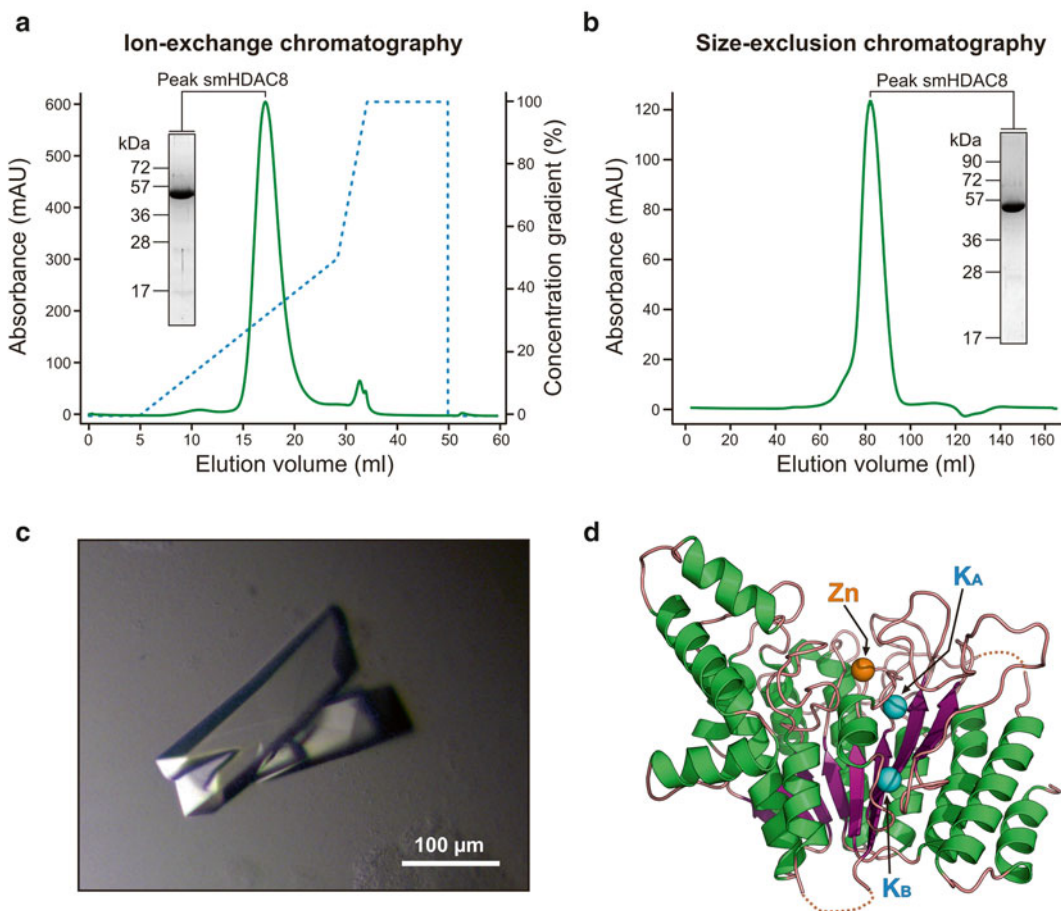 a
Ion-exchange chromatography
Peak smHDAC8
kDa
72
57
36
28
17
600
500
400
300
200
100
0
Absorbance (mAU)
100
80
60
40
20
0
Concentration gradient (%)
0 5 10 15 20 30 40 50 60
Elution volume (ml)
b
Size-exclusion chromatography
Peak smHDAC8
kDa
90
72
57
36
28
17
120
100
80
60
40
20
0
Absorbance (mAU)
0 20 40 60 80 100 120 140 160
Elution volume (ml)
c
100 µm
d
Zn
KA
KB